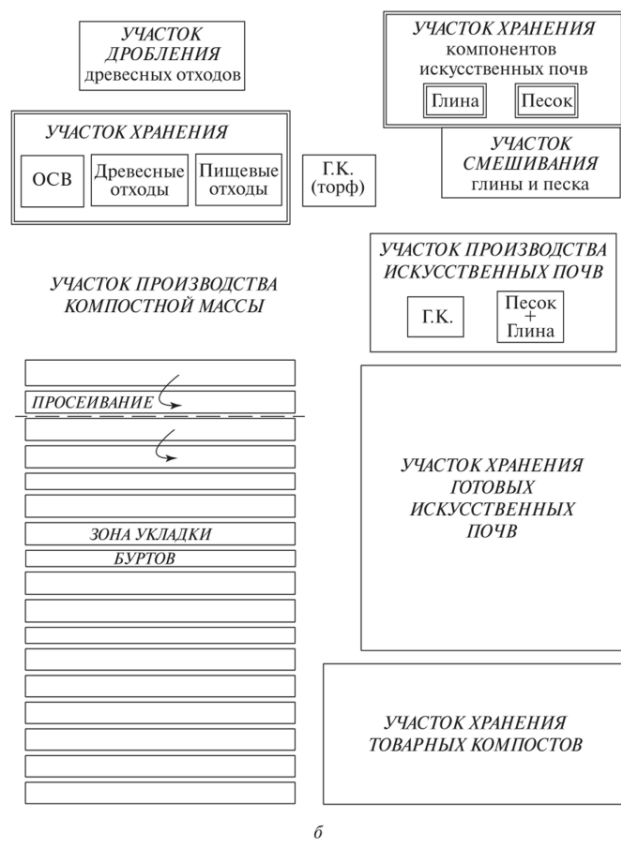 УЧАСТОК
ДРОБЛЕНИЯ
древесных отходов
УЧАСТОК ХРАНЕНИЯ
компонентов
искусственных почв
Глина
Песок
УЧАСТОК ХРАНЕНИЯ
ОСВ
Древесные
отходы
Пищевые
отходы
Г.К.
(торф)
УЧАСТОК
СМЕШИВАНИЯ
глины и песка
УЧАСТОК ПРОИЗВОДСТВА
КОМПОСТНОЙ МАССЫ
УЧАСТОК ПРОИЗВОДСТВА
ИСКУССТВЕННЫХ ПОЧВ
Г.К.
Песок
+
Глина
ПРОСЕИВАНИЕ
ЗОНА УКЛАДКИ
БУРТОВ
УЧАСТОК ХРАНЕНИЯ
ГОТОВЫХ
ИСКУССТВЕННЫХ
ПОЧВ
УЧАСТОК ХРАНЕНИЯ
ТОВАРНЫХ КОМПОСТОВ
б